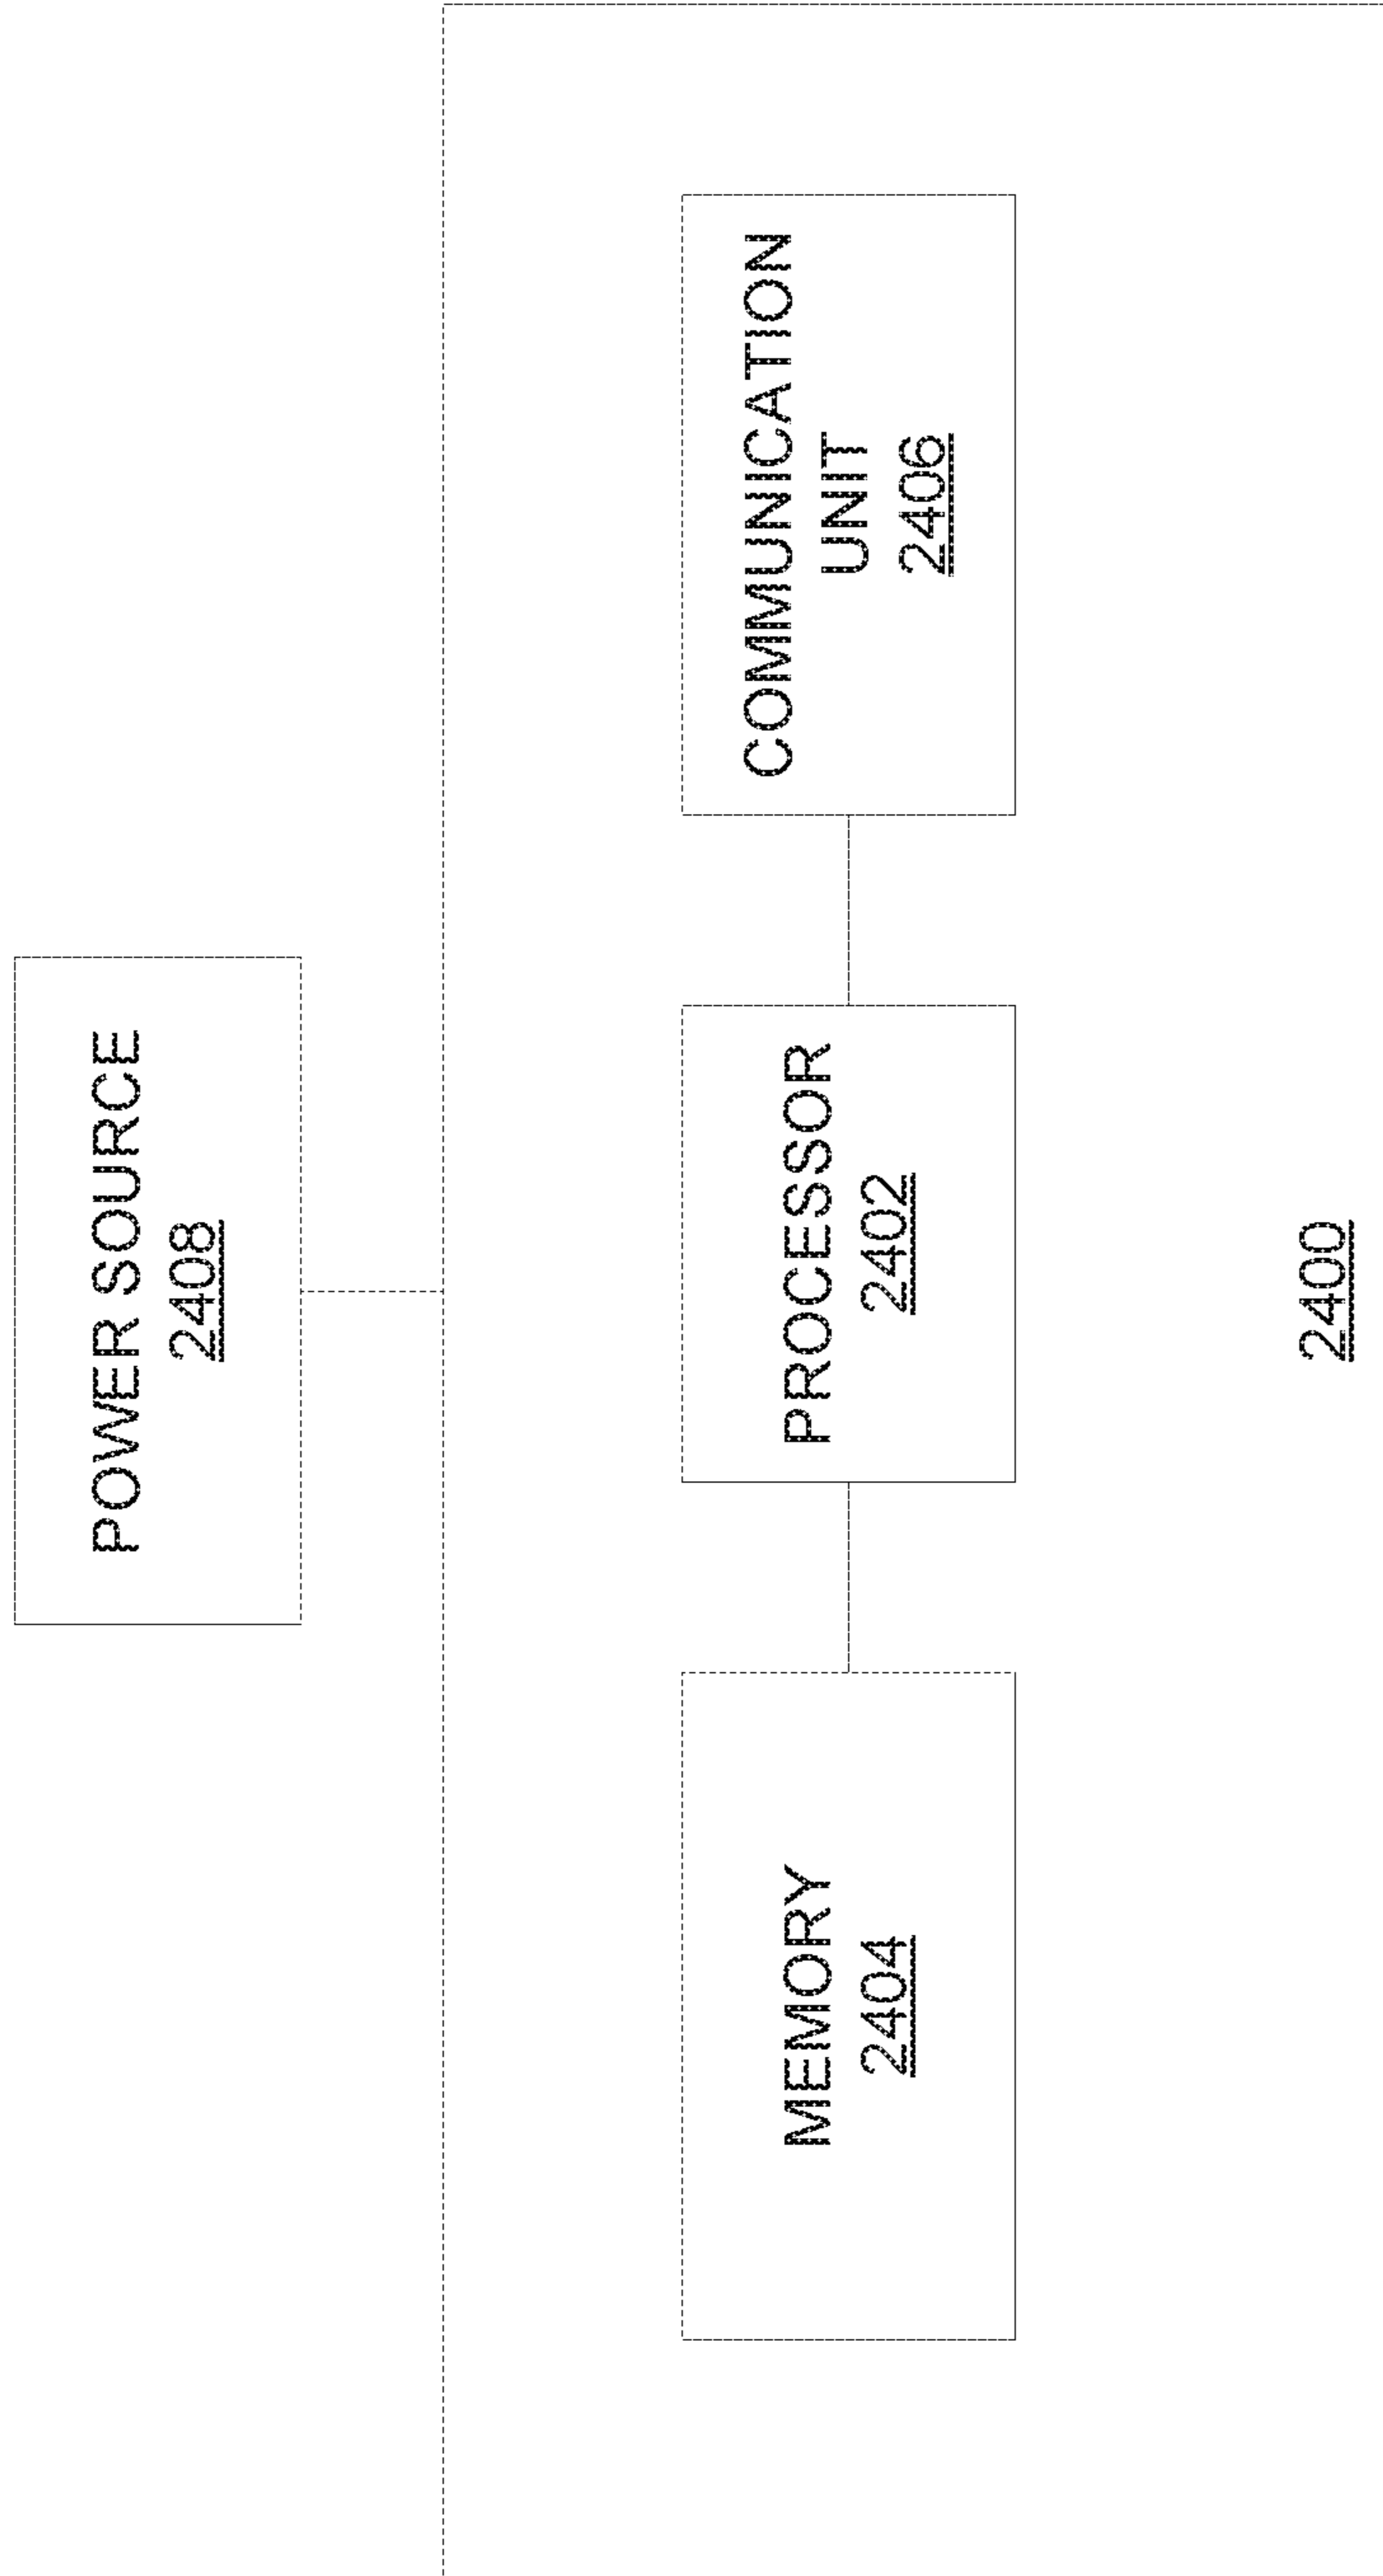 POWER SOURCE
2408
MEMORY
2404
PROCESSOR
2402
COMMUNICATION
UNIT
2406
2400